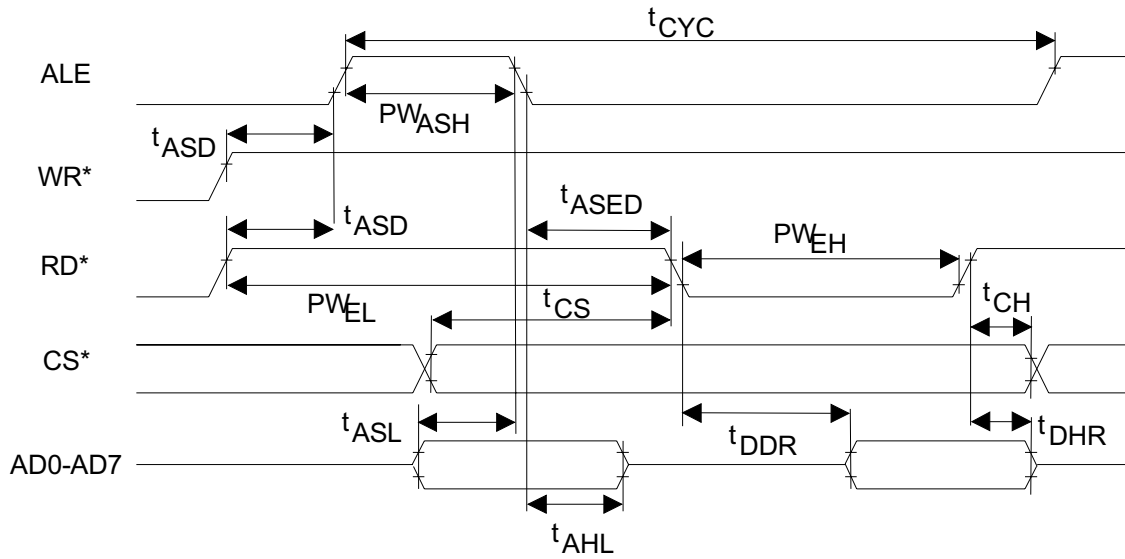 tCYC
ALE
PWASH
tASD
WR*
tASED
tASD
PWEH
RD*
tCS
PWEL
tCH
CS*
tASL
tDDR
tDHR
AD0-AD7
tAHL